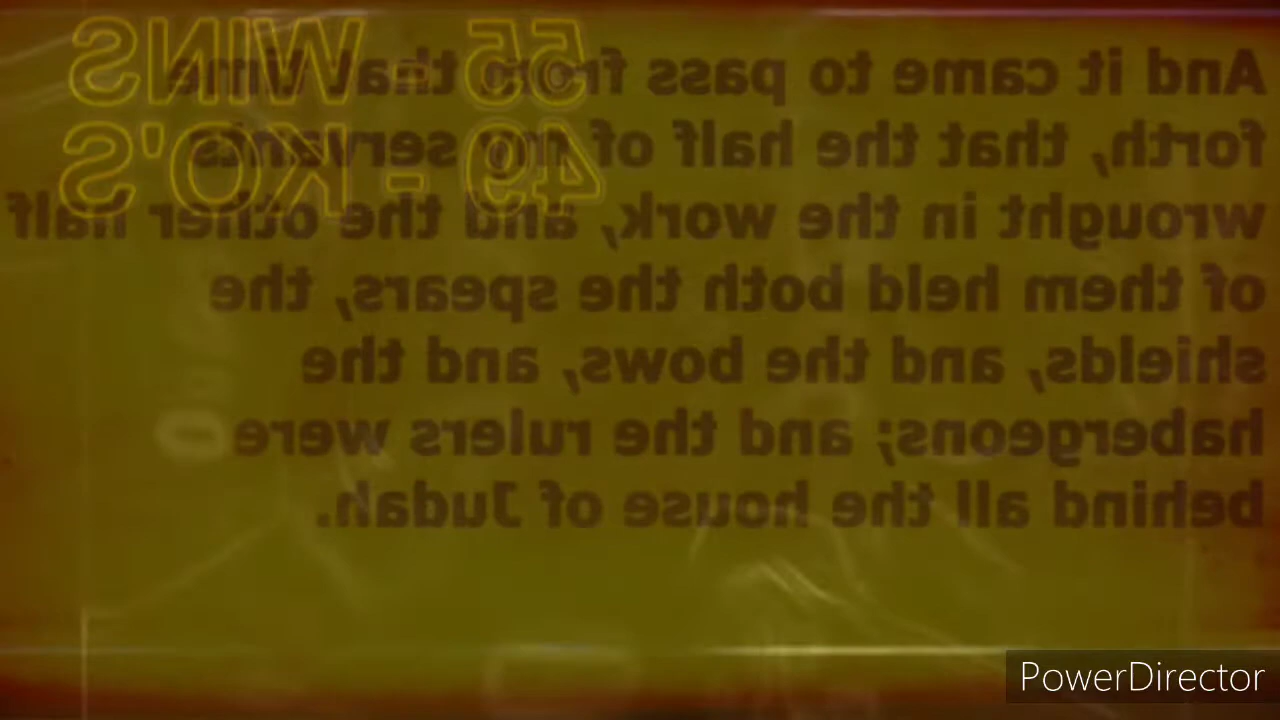 55 - WINS
49 - KO'S
And it came to pass from that time
forth, that the half of my servants
wrought in the work, and the other half
of them held both the spears, the
shields, and the bows, and the
habergeons; and the rulers were
behind all the house of Judah.
PowerDirector